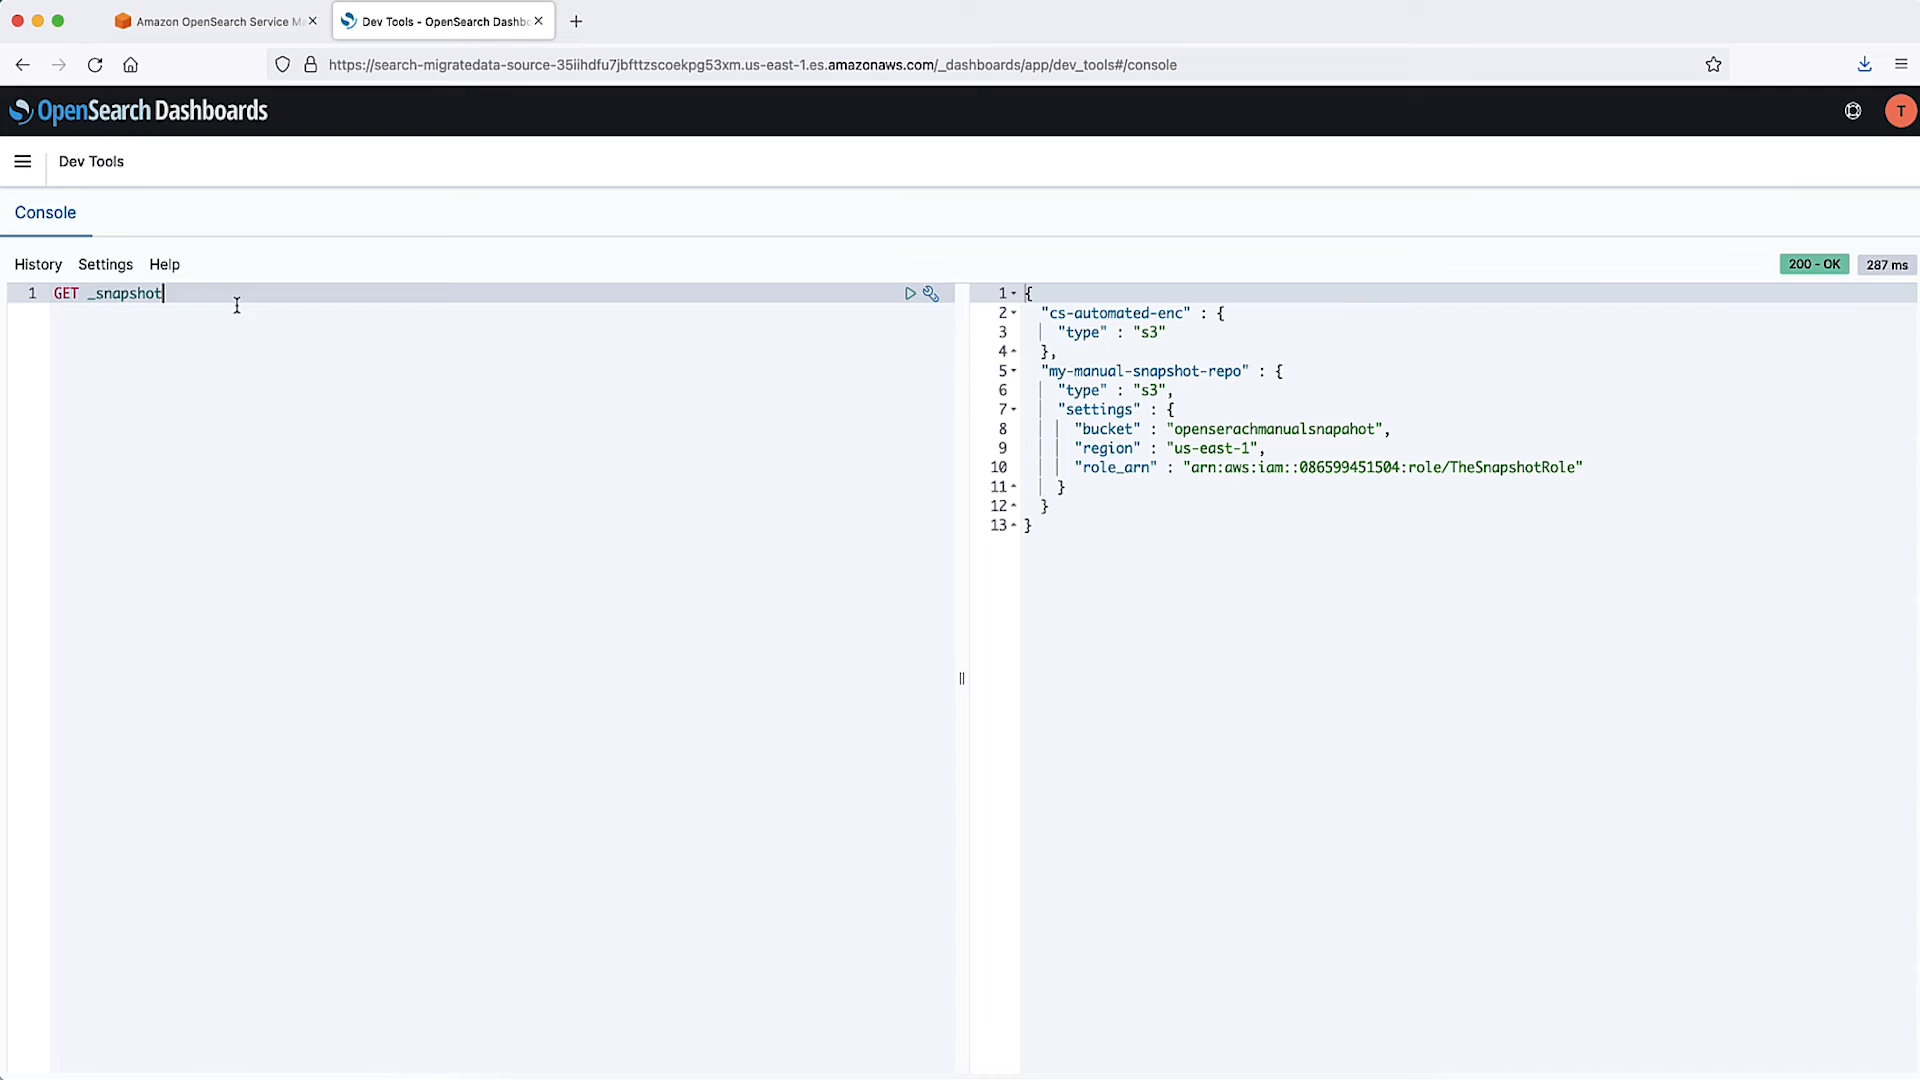 Amazon OpenSearch Service Ma
Dev Tools - OpenSearch Dashbo
https://search-migratedata-source-35iihdfu7jbfttzscoekpg53xm.us-east-1.es.amazonaws.com/_dashboards/app/dev_tools#/console
OpenSearch Dashboards
T
Dev Tools
Console
History Settings Help
200 - OK 287 ms
1 GET _snapshot
1 {
2 "cs-automated-enc" : {
3 "type" : "s3"
4 },
5 "my-manual-snapshot-repo" : {
6 "type" : "s3",
7 "settings" : {
8 "bucket" : "openserachmanualsnapahot",
9 "region" : "us-east-1",
10 "role_arn" : "arn:aws:iam::086599451504:role/TheSnapshotRole"
11 }
12 }
13 }